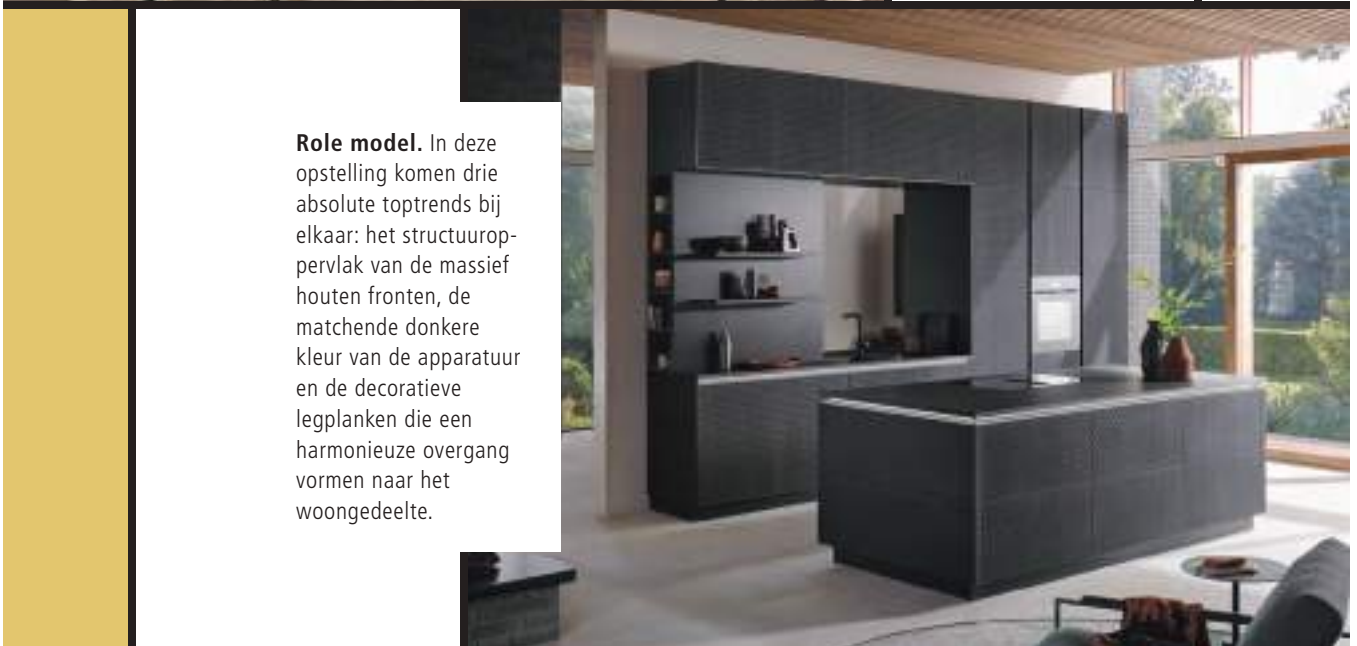 Role model. In deze
opstelling komen drie
absolute toptrends bij
elkaar: het structuurop-
pervlak van de massief
houten fronten, de
matchende donkere
kleur van de apparatuur
en de decoratieve
legplanken die een
harmonieuze overgang
vormen naar het
woongedeelte.